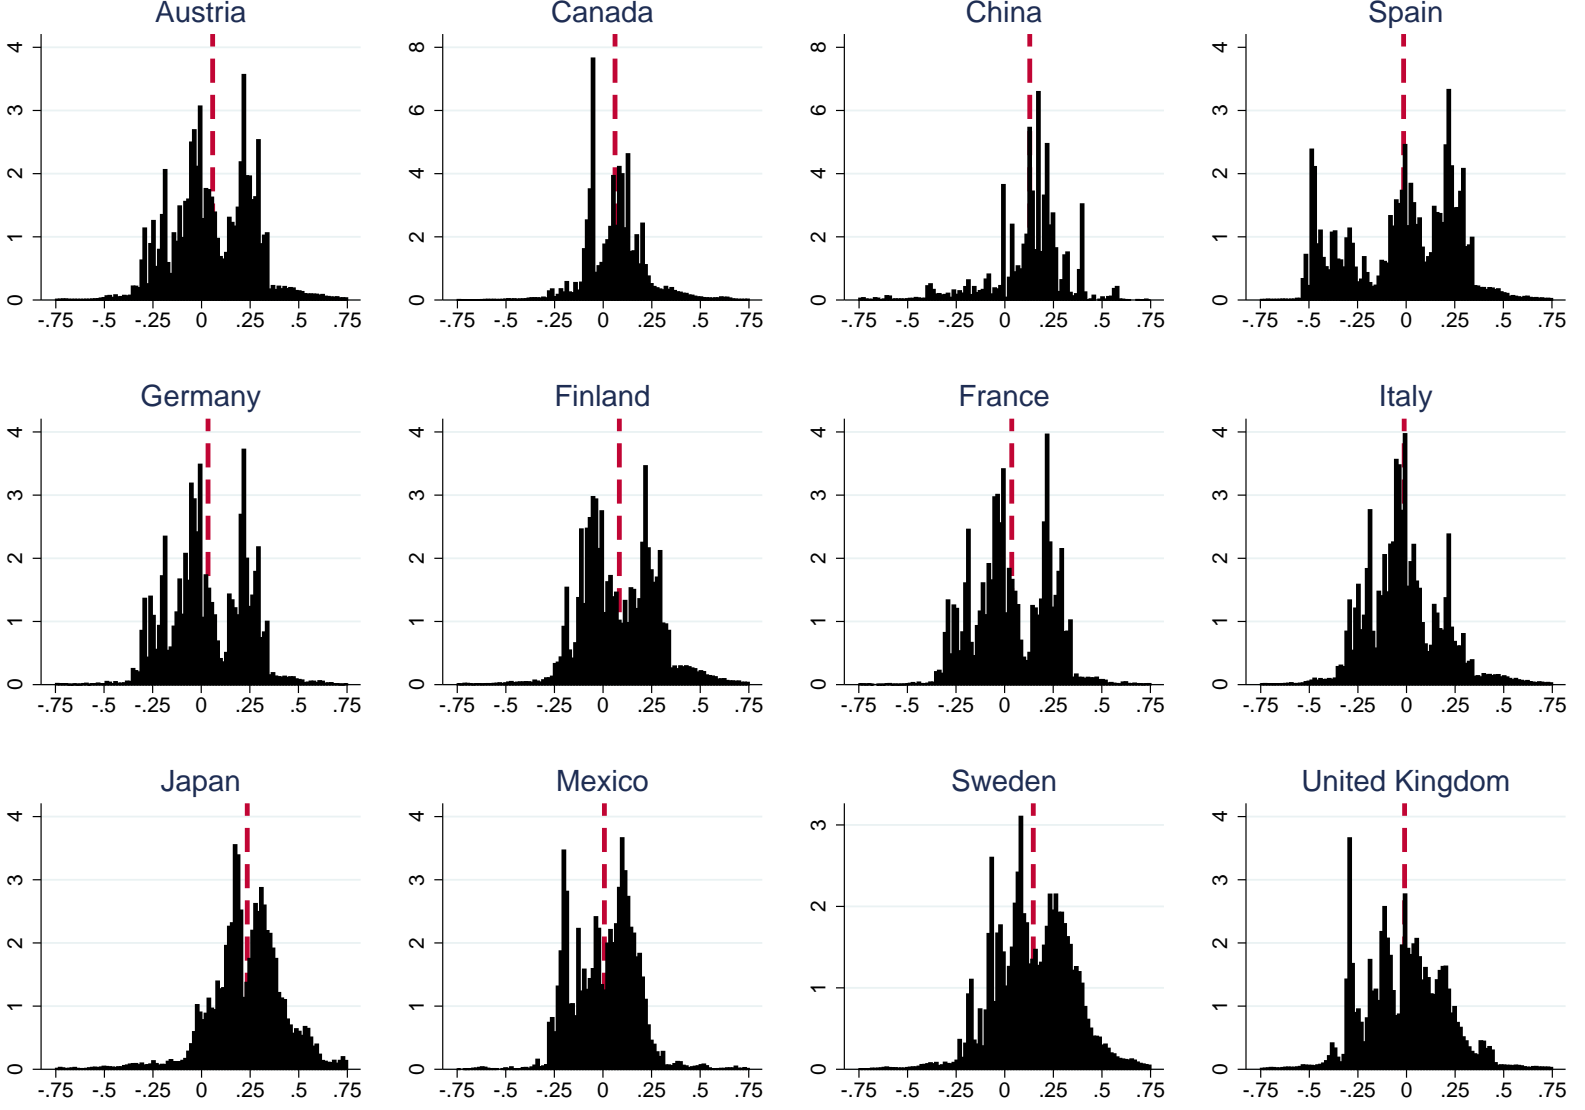 Austria Canada China Spain
4 8 8 4
3 6 6 3
2 4 4 2
1 2 2 1
0 0 0 0
-.75 -.5 -.25 0 .25 .5 .75 -.75 -.5 -.25 0 .25 .5 .75 -.75 -.5 -.25 0 .25 .5 .75 -.75 -.5 -.25 0 .25 .5 .75
Germany Finland France Italy
4 4 4 4
3 3 3 3
2 2 2 2
1 1 1 1
0 0 0 0
-.75 -.5 -.25 0 .25 .5 .75 -.75 -.5 -.25 0 .25 .5 .75 -.75 -.5 -.25 0 .25 .5 .75 -.75 -.5 -.25 0 .25 .5 .75
Japan Mexico Sweden United Kingdom
4 4 3 4
3 3 2 3
2 2 1 2
1 1 0 1
0 0 0
-.75 -.5 -.25 0 .25 .5 .75 -.75 -.5 -.25 0 .25 .5 .75 -.75 -.5 -.25 0 .25 .5 .75 -.75 -.5 -.25 0 .25 .5 .75